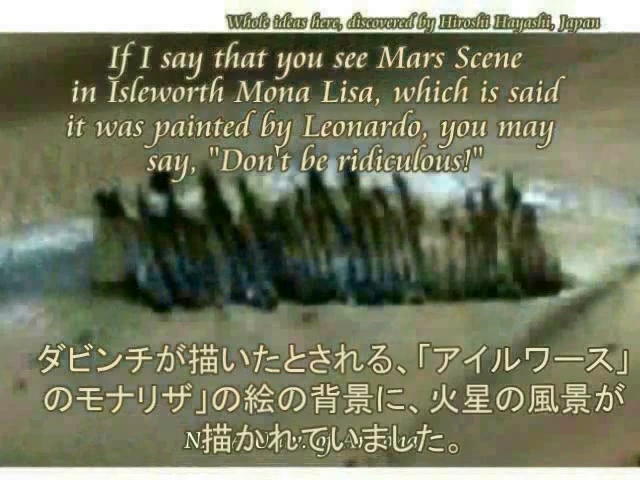 Whole ideas here, discovered by Hiroshi Hayashi, Japan
If I say that you see Mars Scene
in Isleworth Mona Lisa, which is said
it was painted by Leonardo, you may
say, "Don't be ridiculous!"
ダビンチが描いたとされる、「アイルワース」
のモナリザ」の絵の背景に、火星の風景が
描かれていました。